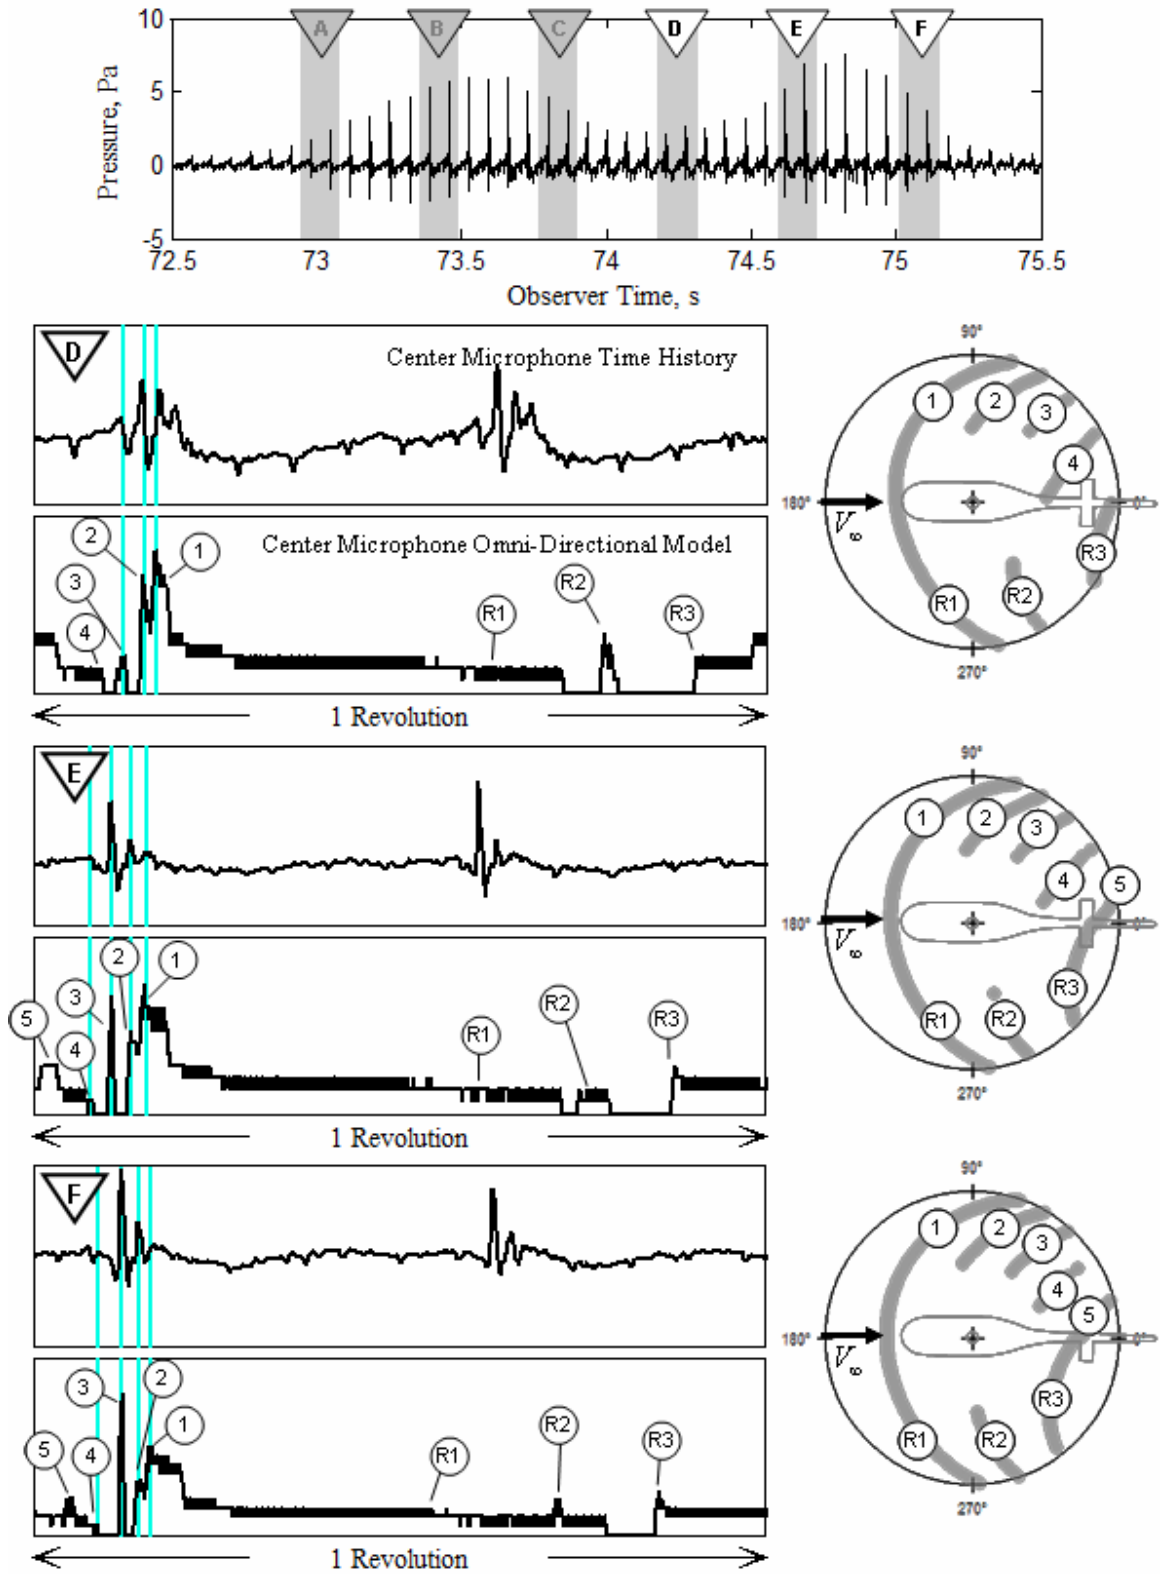 A B C D E F
10
5
0
-5
Pressure, Pa
72.5 73 73.5 74 74.5 75 75.5
Observer Time, s
D
Center Microphone Time History
Center Microphone Omni-Directional Model
4 3 2 1 R1 R2 R3
1 Revolution
90°
180°
0°
270°
V6
1 2 3 4 R1 R2 R3
E
5 4 3 2 1 R1 R2 R3
1 Revolution
90°
180°
0°
270°
V6
1 2 3 4 5 R1 R2 R3
F
5 4 3 2 1 R1 R2 R3
1 Revolution
90°
180°
0°
270°
V6
1 2 3 4 5 R1 R2 R3